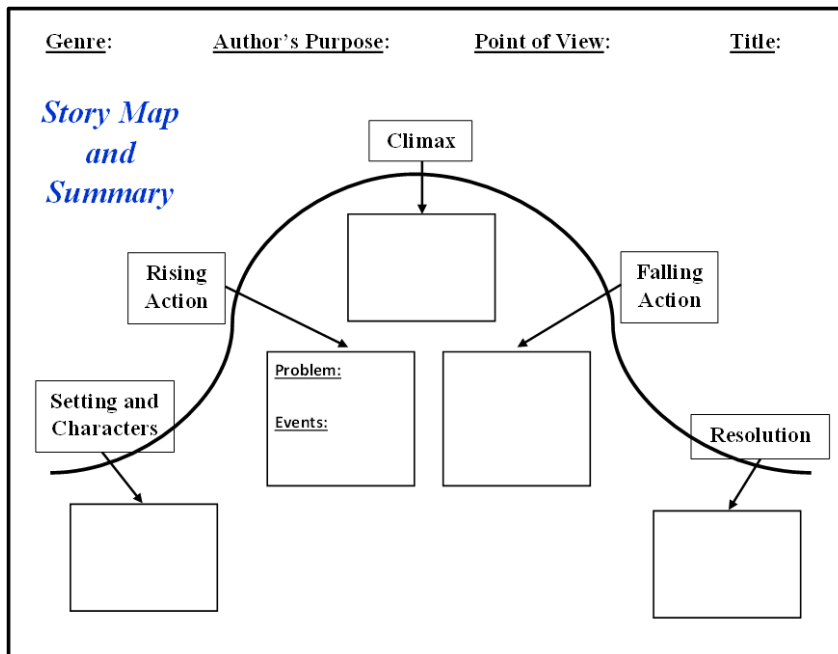 Genre: Author's Purpose: Point of View: Title:
Story Map
and
Summary
Climax
Rising
Action
Falling
Action
Problem:
Events:
Setting and
Characters
Resolution